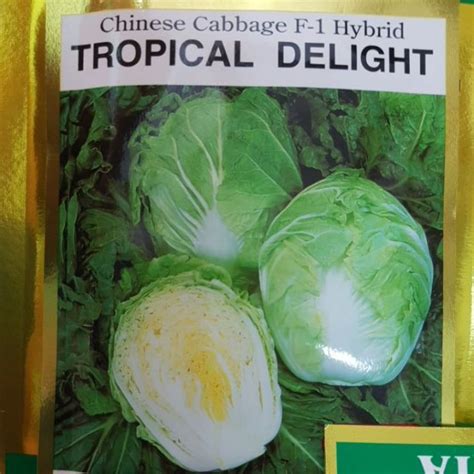 Chinese Cabbage F-1 Hybrid
TROPICAL DELIGHT